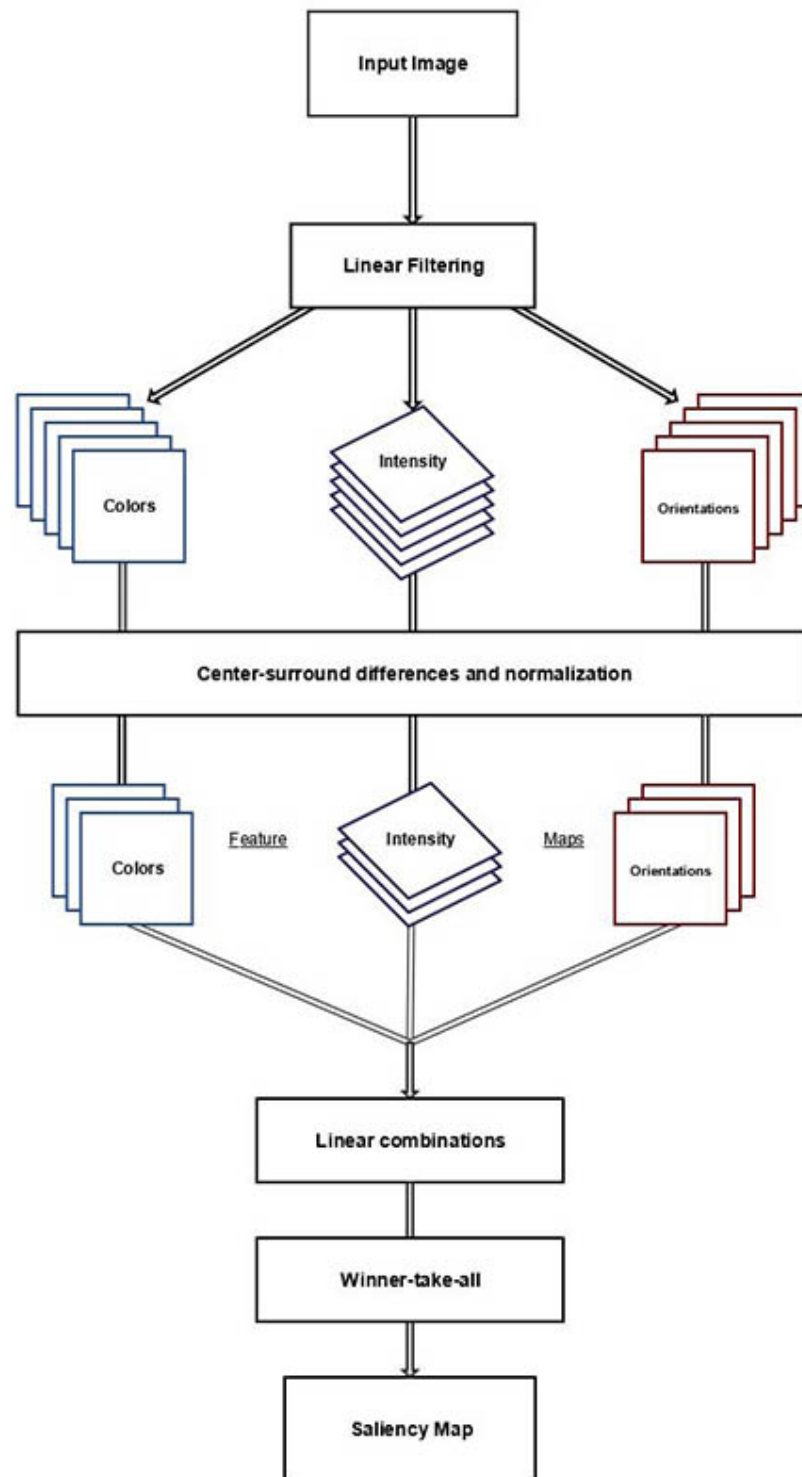 Input Image
Linear Filtering
Colors
Intensity
Orientations
Center-surround differences and normalization
Colors
Feature
Intensity
Maps
Orientations
Linear combinations
Winner-take-all
Saliency Map